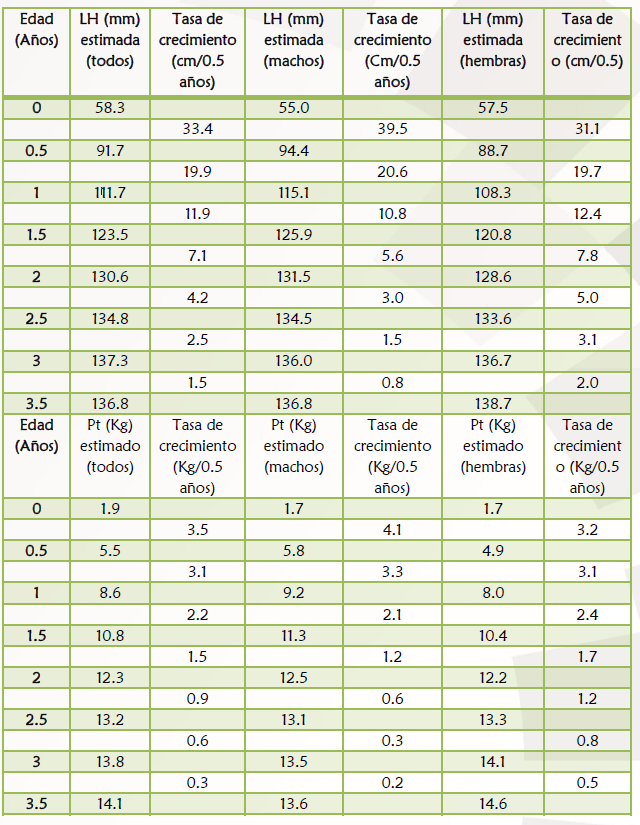 Edad LH (mm) Tasa de LH (mm) Tasa de LH (mm) Tasa de
(Años) estimada crecimiento estimada crecimiento estimada crecimient
(todos) (cm/0.5 (machos) (Cm/0.5 (hembras) o (cm/0.5)
años) años)
0 58.3 55.0 57.5
33.4 39.5 31.1
0.5 91.7 94.4 88.7
19.9 20.6 19.7
1 111.7 115.1 108.3
11.9 10.8 12.4
1.5 123.5 125.9 120.8
7.1 5.6 7.8
2 130.6 131.5 128.6
4.2 3.0 5.0
2.5 134.8 134.5 133.6
2.5 1.5 3.1
3 137.3 136.0 136.7
1.5 0.8 2.0
3.5 136.8 136.8 138.7
Edad Pt (Kg) Tasa de Pt (Kg) Tasa de Pt (Kg) Tasa de
(Años) estimado crecimiento estimado crecimiento estimado crecimient
(todos) (Kg/0.5 (machos) (Kg/0.5 (hembras) o (Kg/0.5
años) años) años)
0 1.9 1.7 1.7
3.5 4.1 3.2
0.5 5.5 5.8 4.9
3.1 3.3 3.1
1 8.6 9.2 8.0
2.2 2.1 2.4
1.5 10.8 11.3 10.4
1.5 1.2 1.7
2 12.3 12.5 12.2
0.9 0.6 1.2
2.5 13.2 13.1 13.3
0.6 0.3 0.8
3 13.8 13.5 14.1
0.3 0.2 0.5
3.5 14.1 13.6 14.6